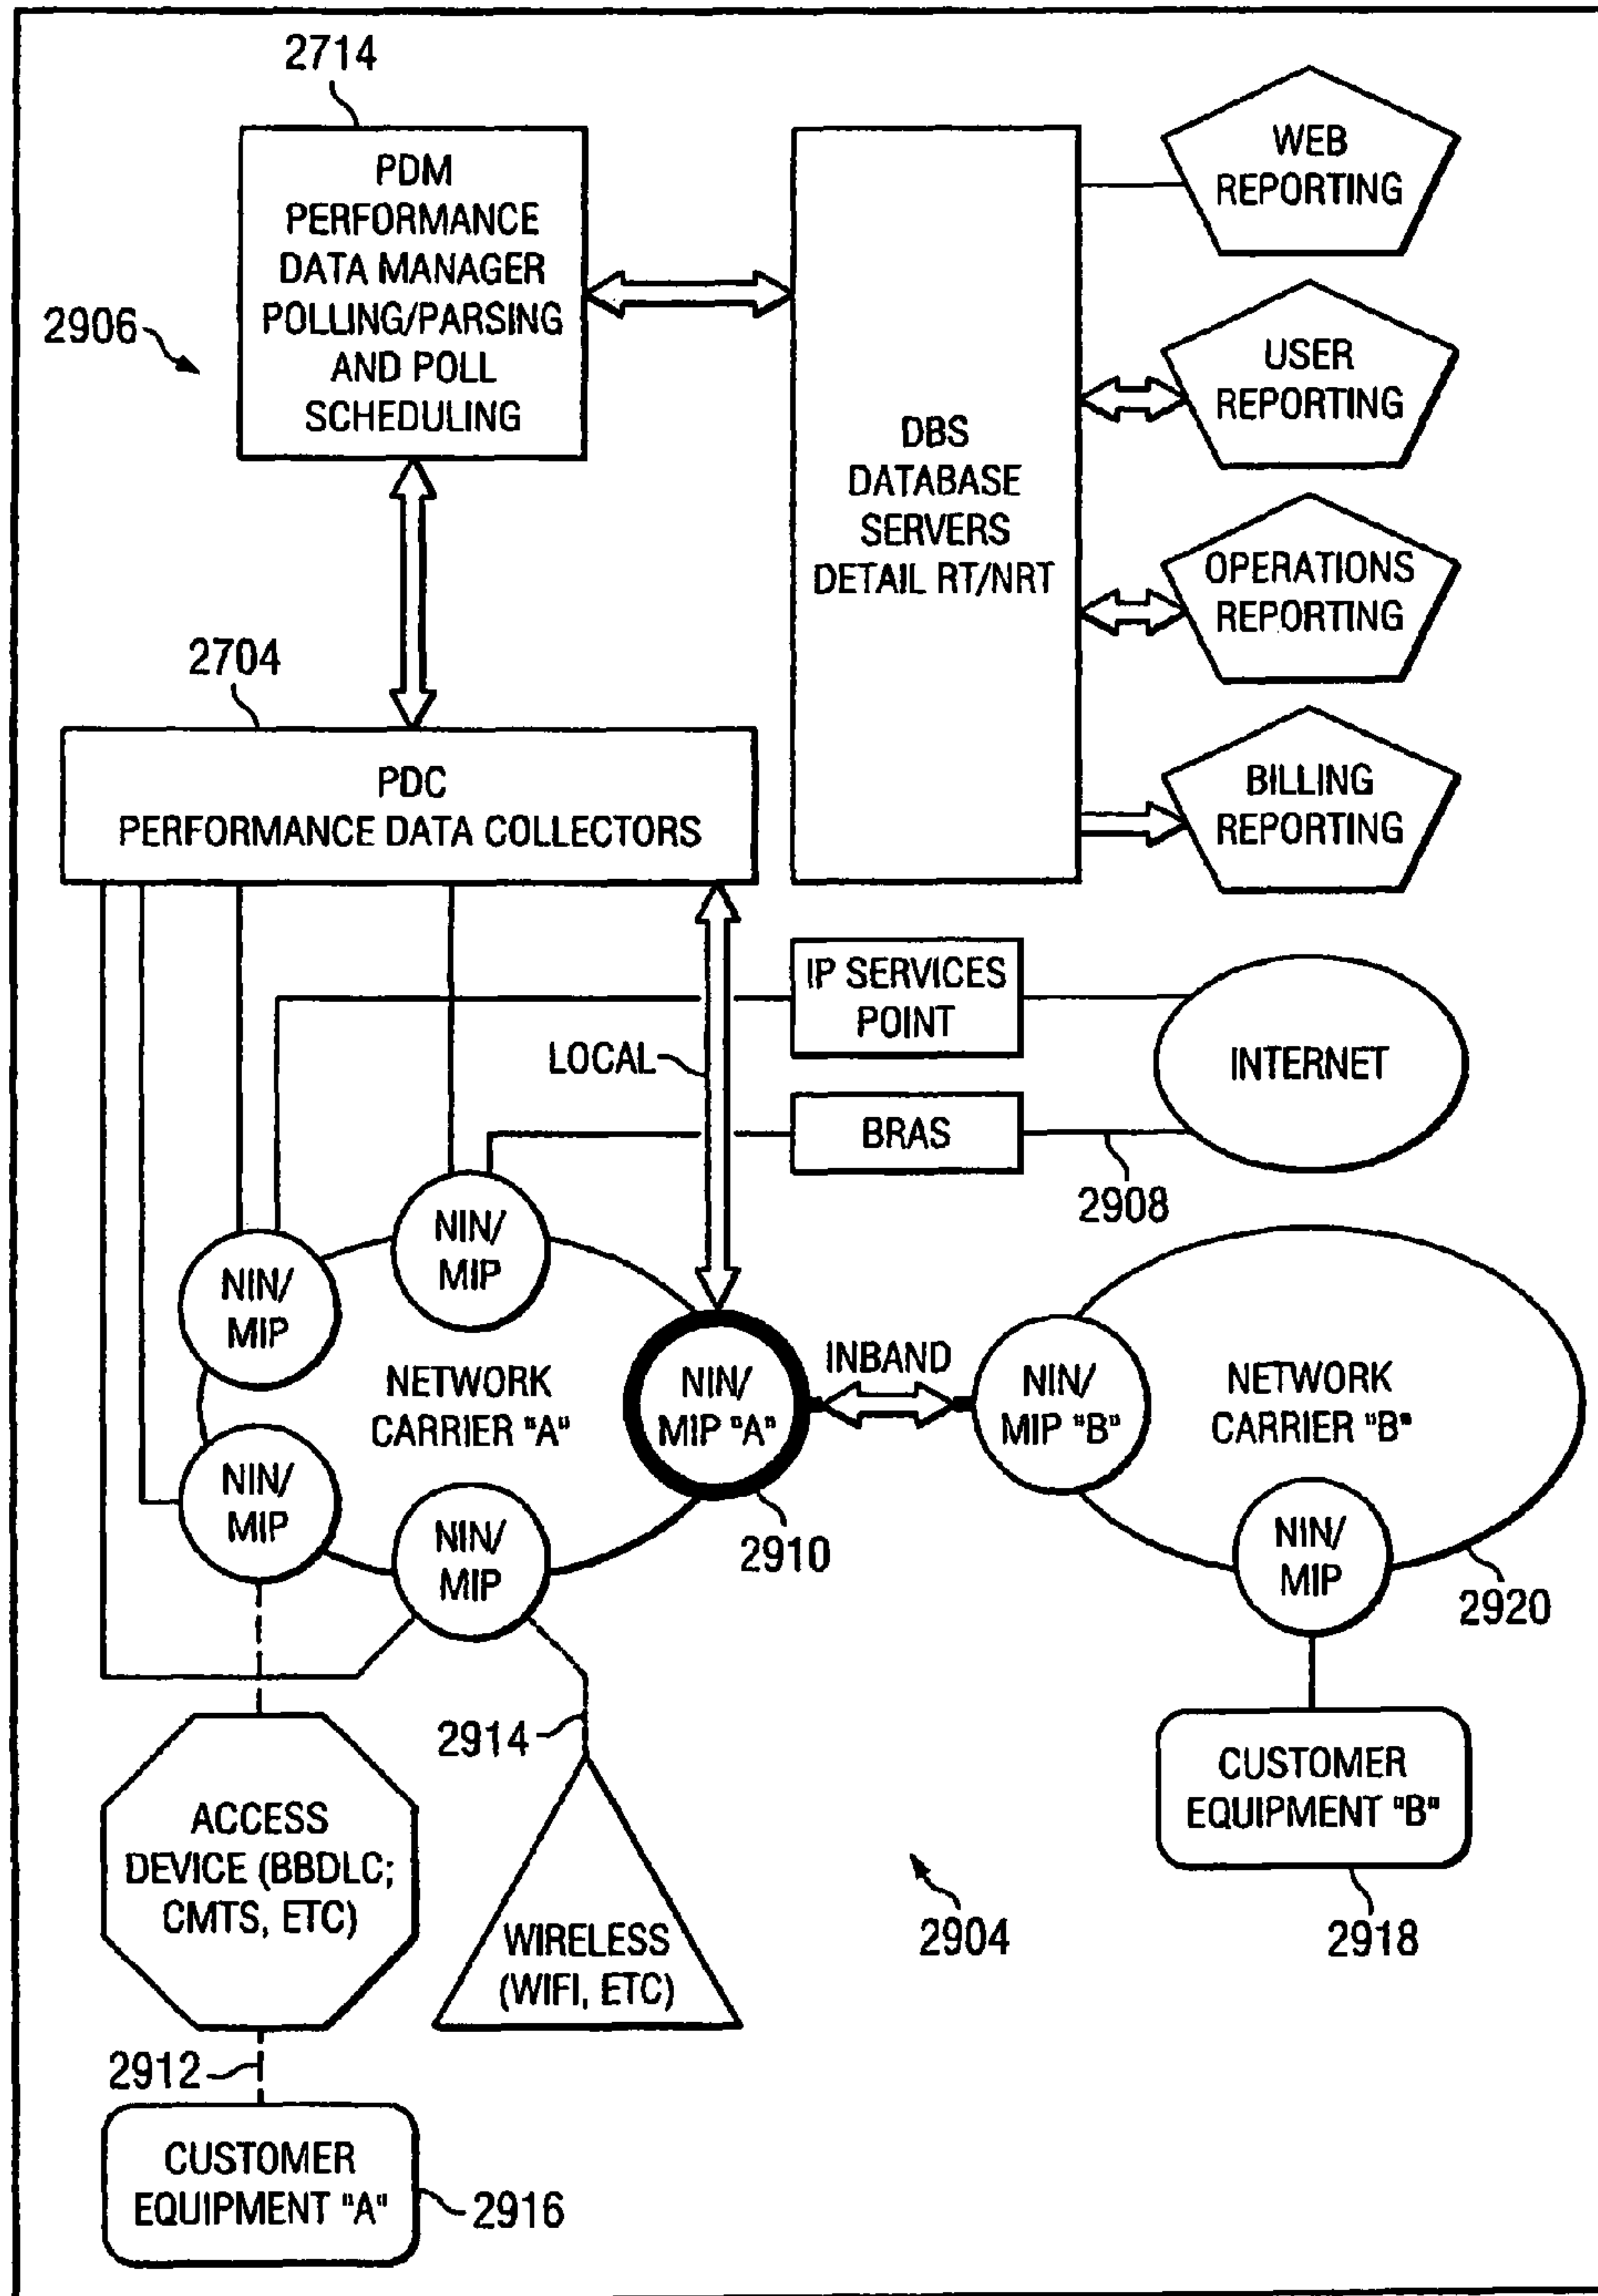 2714
PDM
PERFORMANCE
DATA MANAGER
POLLING/PARSING
AND POLL
SCHEDULING
2906
DBS
DATABASE
SERVERS
DETAIL RT/NRT
WEB
REPORTING
USER
REPORTING
OPERATIONS
REPORTING
BILLING
REPORTING
2704
PDC
PERFORMANCE DATA COLLECTORS
IP SERVICES
POINT
INTERNET
LOCAL
BRAS
2908
NIN/
MIP
NIN/
MIP
NETWORK
CARRIER "A"
NIN/
MIP "A"
INBAND
NIN/
MIP "B"
NETWORK
CARRIER "B"
NIN/
MIP
NIN/
MIP
2910
NIN/
MIP
2920
2914
ACCESS
DEVICE (BBDLC;
CMTS, ETC)
WIRELESS
(WIFI, ETC)
2904
CUSTOMER
EQUIPMENT "B"
2918
2912
CUSTOMER
EQUIPMENT "A"
2916